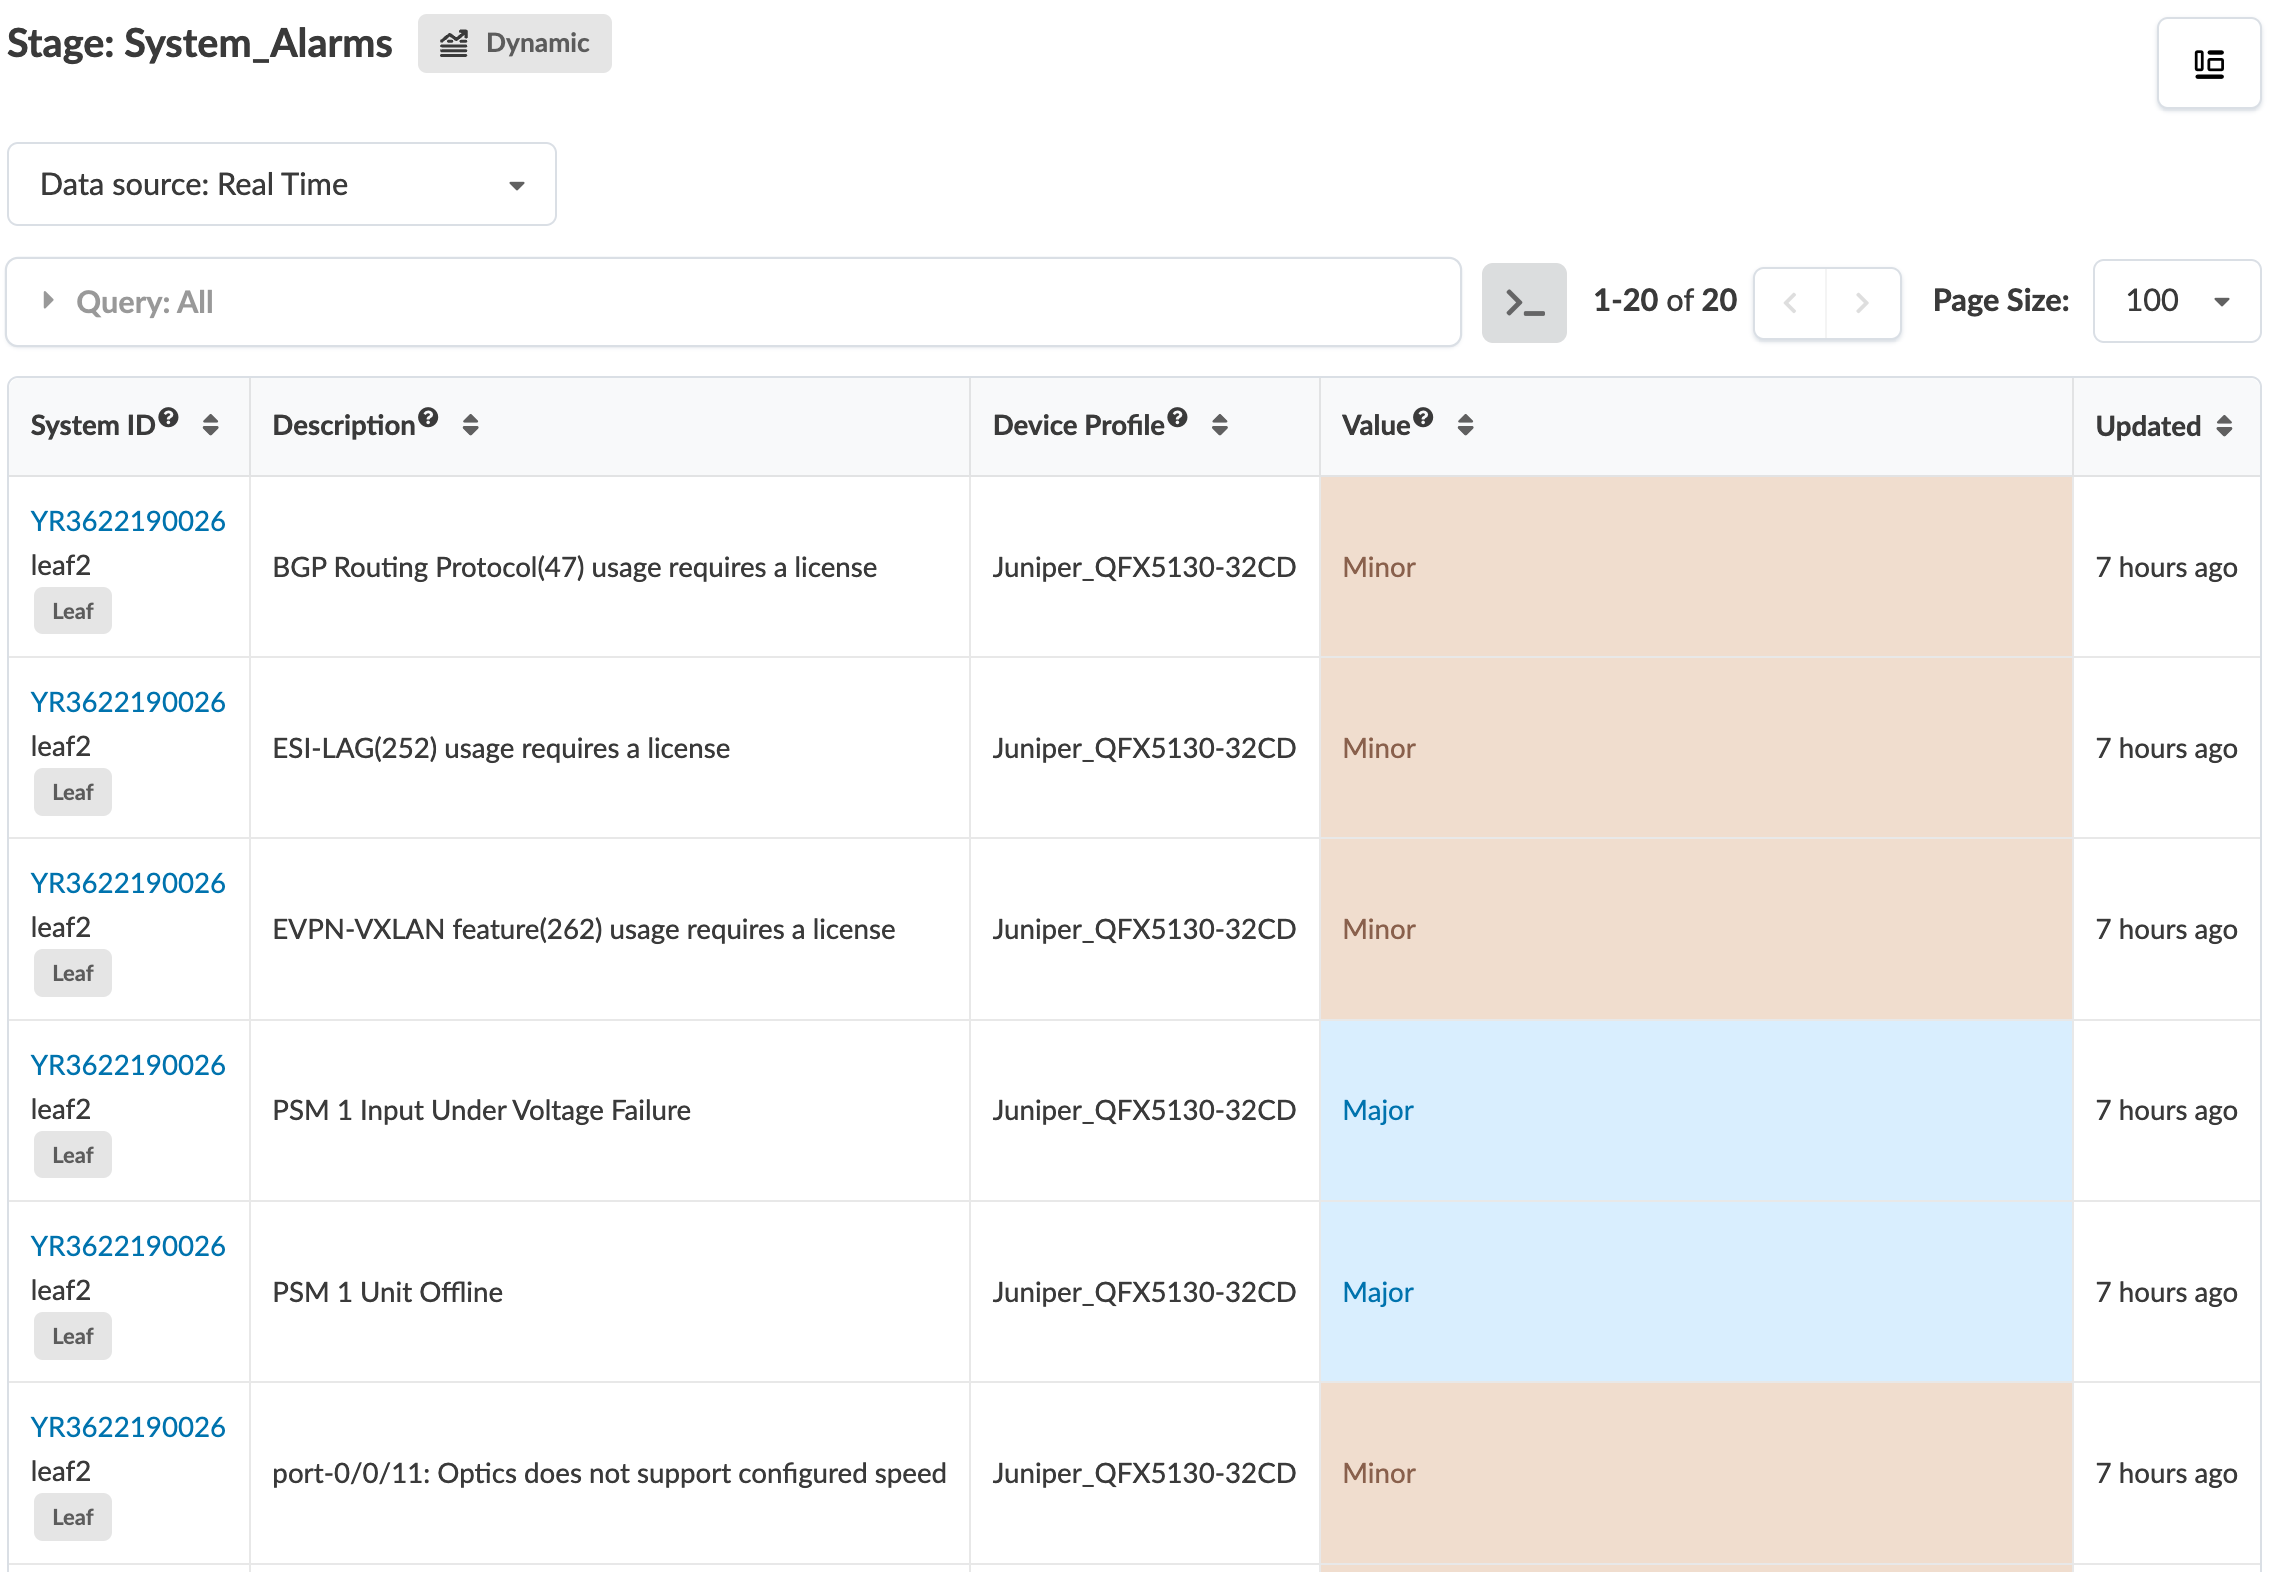 Stage: System_Alarms Dynamic
Data source: Real Time
Query: All >_ 1-20 of 20 Page Size: 100
System ID Description Device Profile Value Updated
YR3622190026
leaf2
Leaf
BGP Routing Protocol(47) usage requires a license Juniper_QFX5130-32CD Minor 7 hours ago
YR3622190026
leaf2
Leaf
ESI-LAG(252) usage requires a license Juniper_QFX5130-32CD Minor 7 hours ago
YR3622190026
leaf2
Leaf
EVPN-VXLAN feature(262) usage requires a license Juniper_QFX5130-32CD Minor 7 hours ago
YR3622190026
leaf2
Leaf
PSM 1 Input Under Voltage Failure Juniper_QFX5130-32CD Major 7 hours ago
YR3622190026
leaf2
Leaf
PSM 1 Unit Offline Juniper_QFX5130-32CD Major 7 hours ago
YR3622190026
leaf2
Leaf
port-0/0/11: Optics does not support configured speed Juniper_QFX5130-32CD Minor 7 hours ago